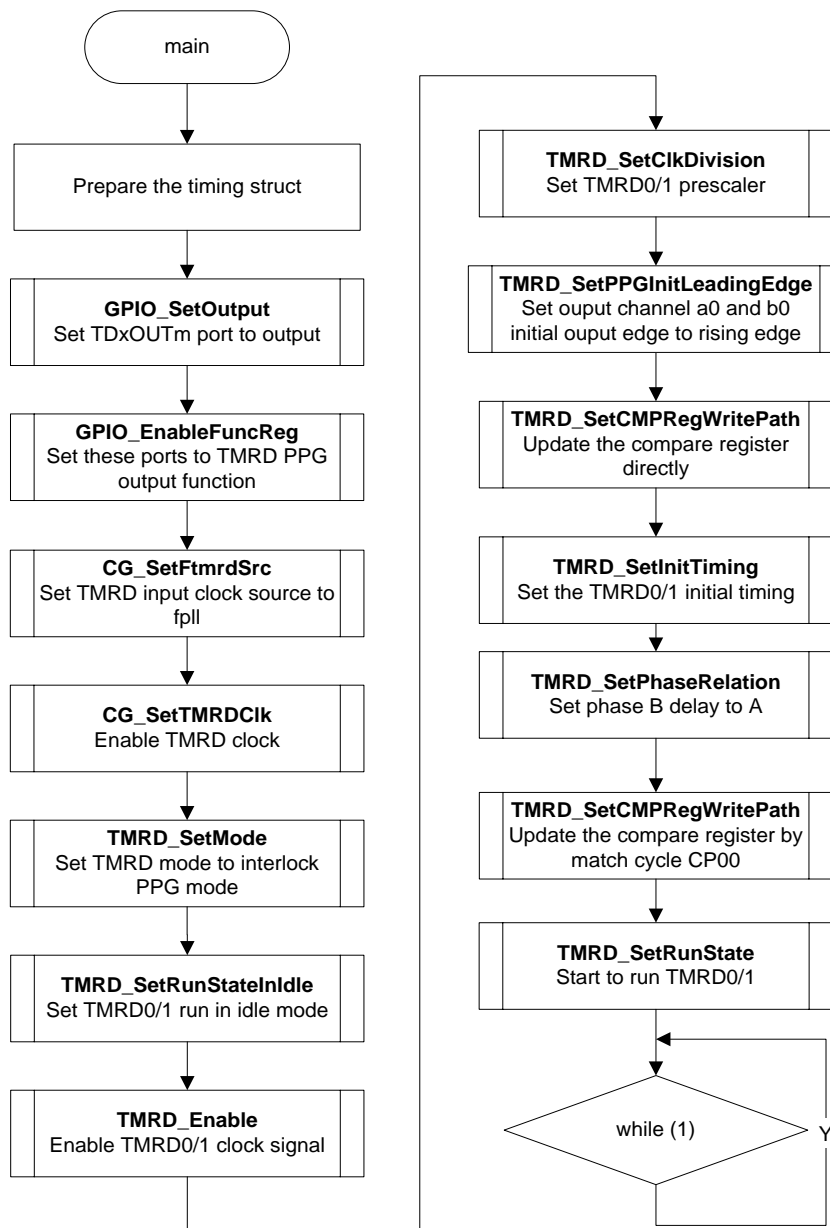 main
Prepare the timing struct
GPIO_SetOutput
Set TDxOUTm port to output
GPIO_EnableFuncReg
Set these ports to TMRD PPG
output function
CG_SetFtmrdSrc
Set TMRD input clock source to
fpll
CG_SetTMRDClk
Enable TMRD clock
TMRD_SetMode
Set TMRD mode to interlock
PPG mode
TMRD_SetRunStateInIdle
Set TMRD0/1 run in idle mode
TMRD_Enable
Enable TMRD0/1 clock signal
TMRD_SetClkDivision
Set TMRD0/1 prescaler
TMRD_SetPPGInitLeadingEdge
Set ouput channel a0 and b0
initial ouput edge to rising edge
TMRD_SetCMPRegWritePath
Update the compare register
directly
TMRD_SetInitTiming
Set the TMRD0/1 initial timing
TMRD_SetPhaseRelation
Set phase B delay to A
TMRD_SetCMPRegWritePath
Update the compare register by
match cycle CP00
TMRD_SetRunState
Start to run TMRD0/1
while (1)
Y